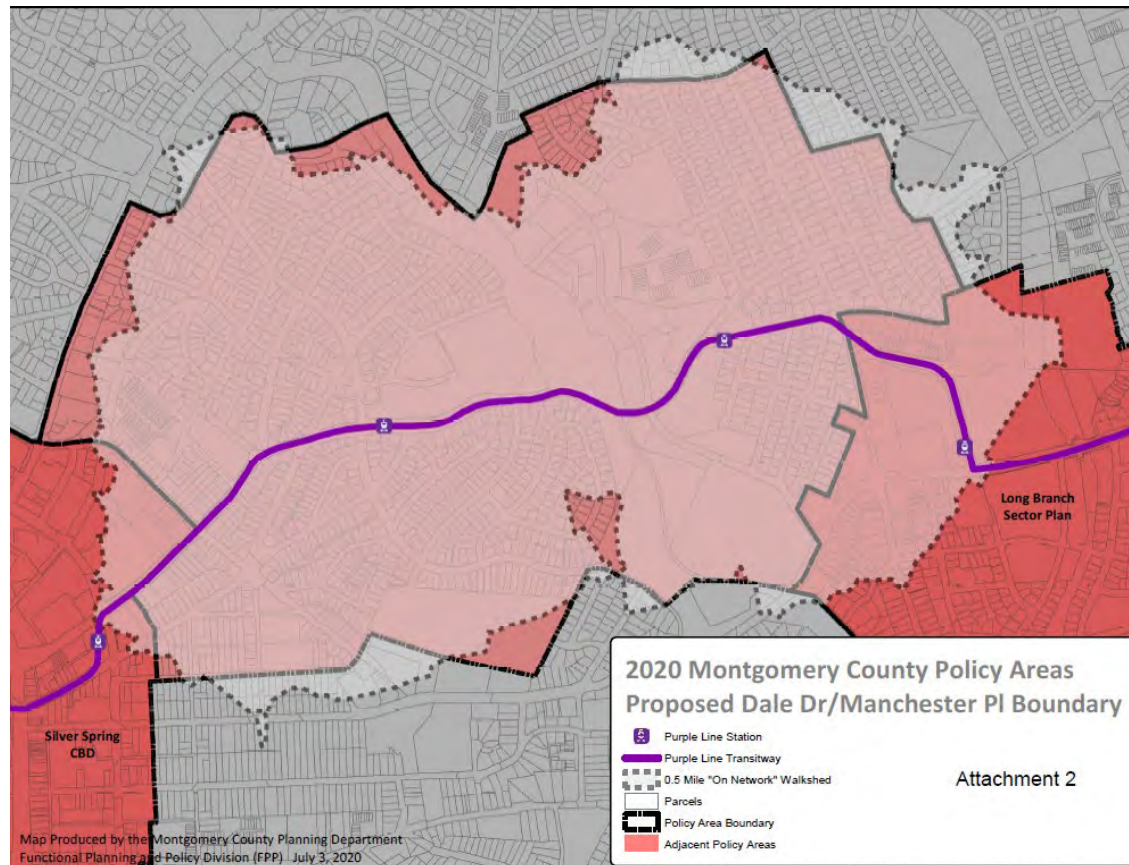 Long Branch
Sector Plan
Silver Spring
CBD
2020 Montgomery County Policy Areas
Proposed Dale Dr/Manchester Pl Boundary
Purple Line Station
Purple Line Transitway
0.5 Mile "On Network" Walkshed
Parcels
Policy Area Boundary
Adjacent Policy Areas
Attachment 2
Map Produced by the Montgomery County Planning Department
Functional Planning and Policy Division (FPP) July 3, 2020